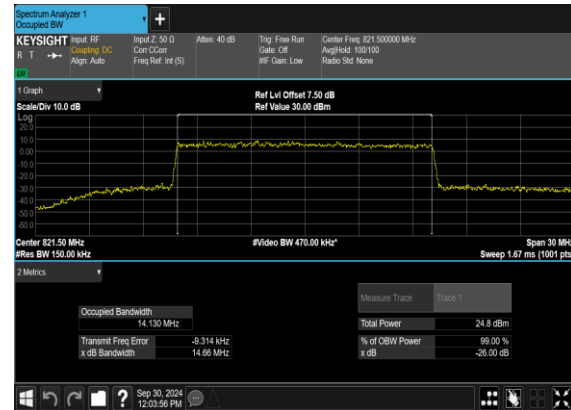 Spectrum Analyzer 1
Occupied BW
+
KEYSIGHT
R T
Input: RF
Coupling: DC
Align: Auto
Input Z: 50 Ω
Corr CCorr
Freq Ref: Int (S)
Atten: 40 dB
Trig: Free Run
Gate: Off
#IF Gain: Low
Center Freq: 821.500000 MHz
Avg|Hold: 100/100
Radio Std: None
1 Graph
Scale/Div 10.0 dB
Ref Lvl Offset 7.50 dB
Ref Value 30.00 dBm
Log
20.0
10.0
0.00
-10.0
-20.0
-30.0
-40.0
-50.0
-60.0
Center 821.50 MHz
#Res BW 150.00 kHz
#Video BW 470.00 kHz*
Span 30 MHz
Sweep 1.67 ms (1001 pts
2 Metrics
Occupied Bandwidth
14.130 MHz
Transmit Freq Error -9.314 kHz
x dB Bandwidth 14.66 MHz
Measure Trace Trace 1
Total Power 24.8 dBm
% of OBW Power 99.00 %
x dB -26.00 dB
?
Sep 30, 2024
12:03:56 PM